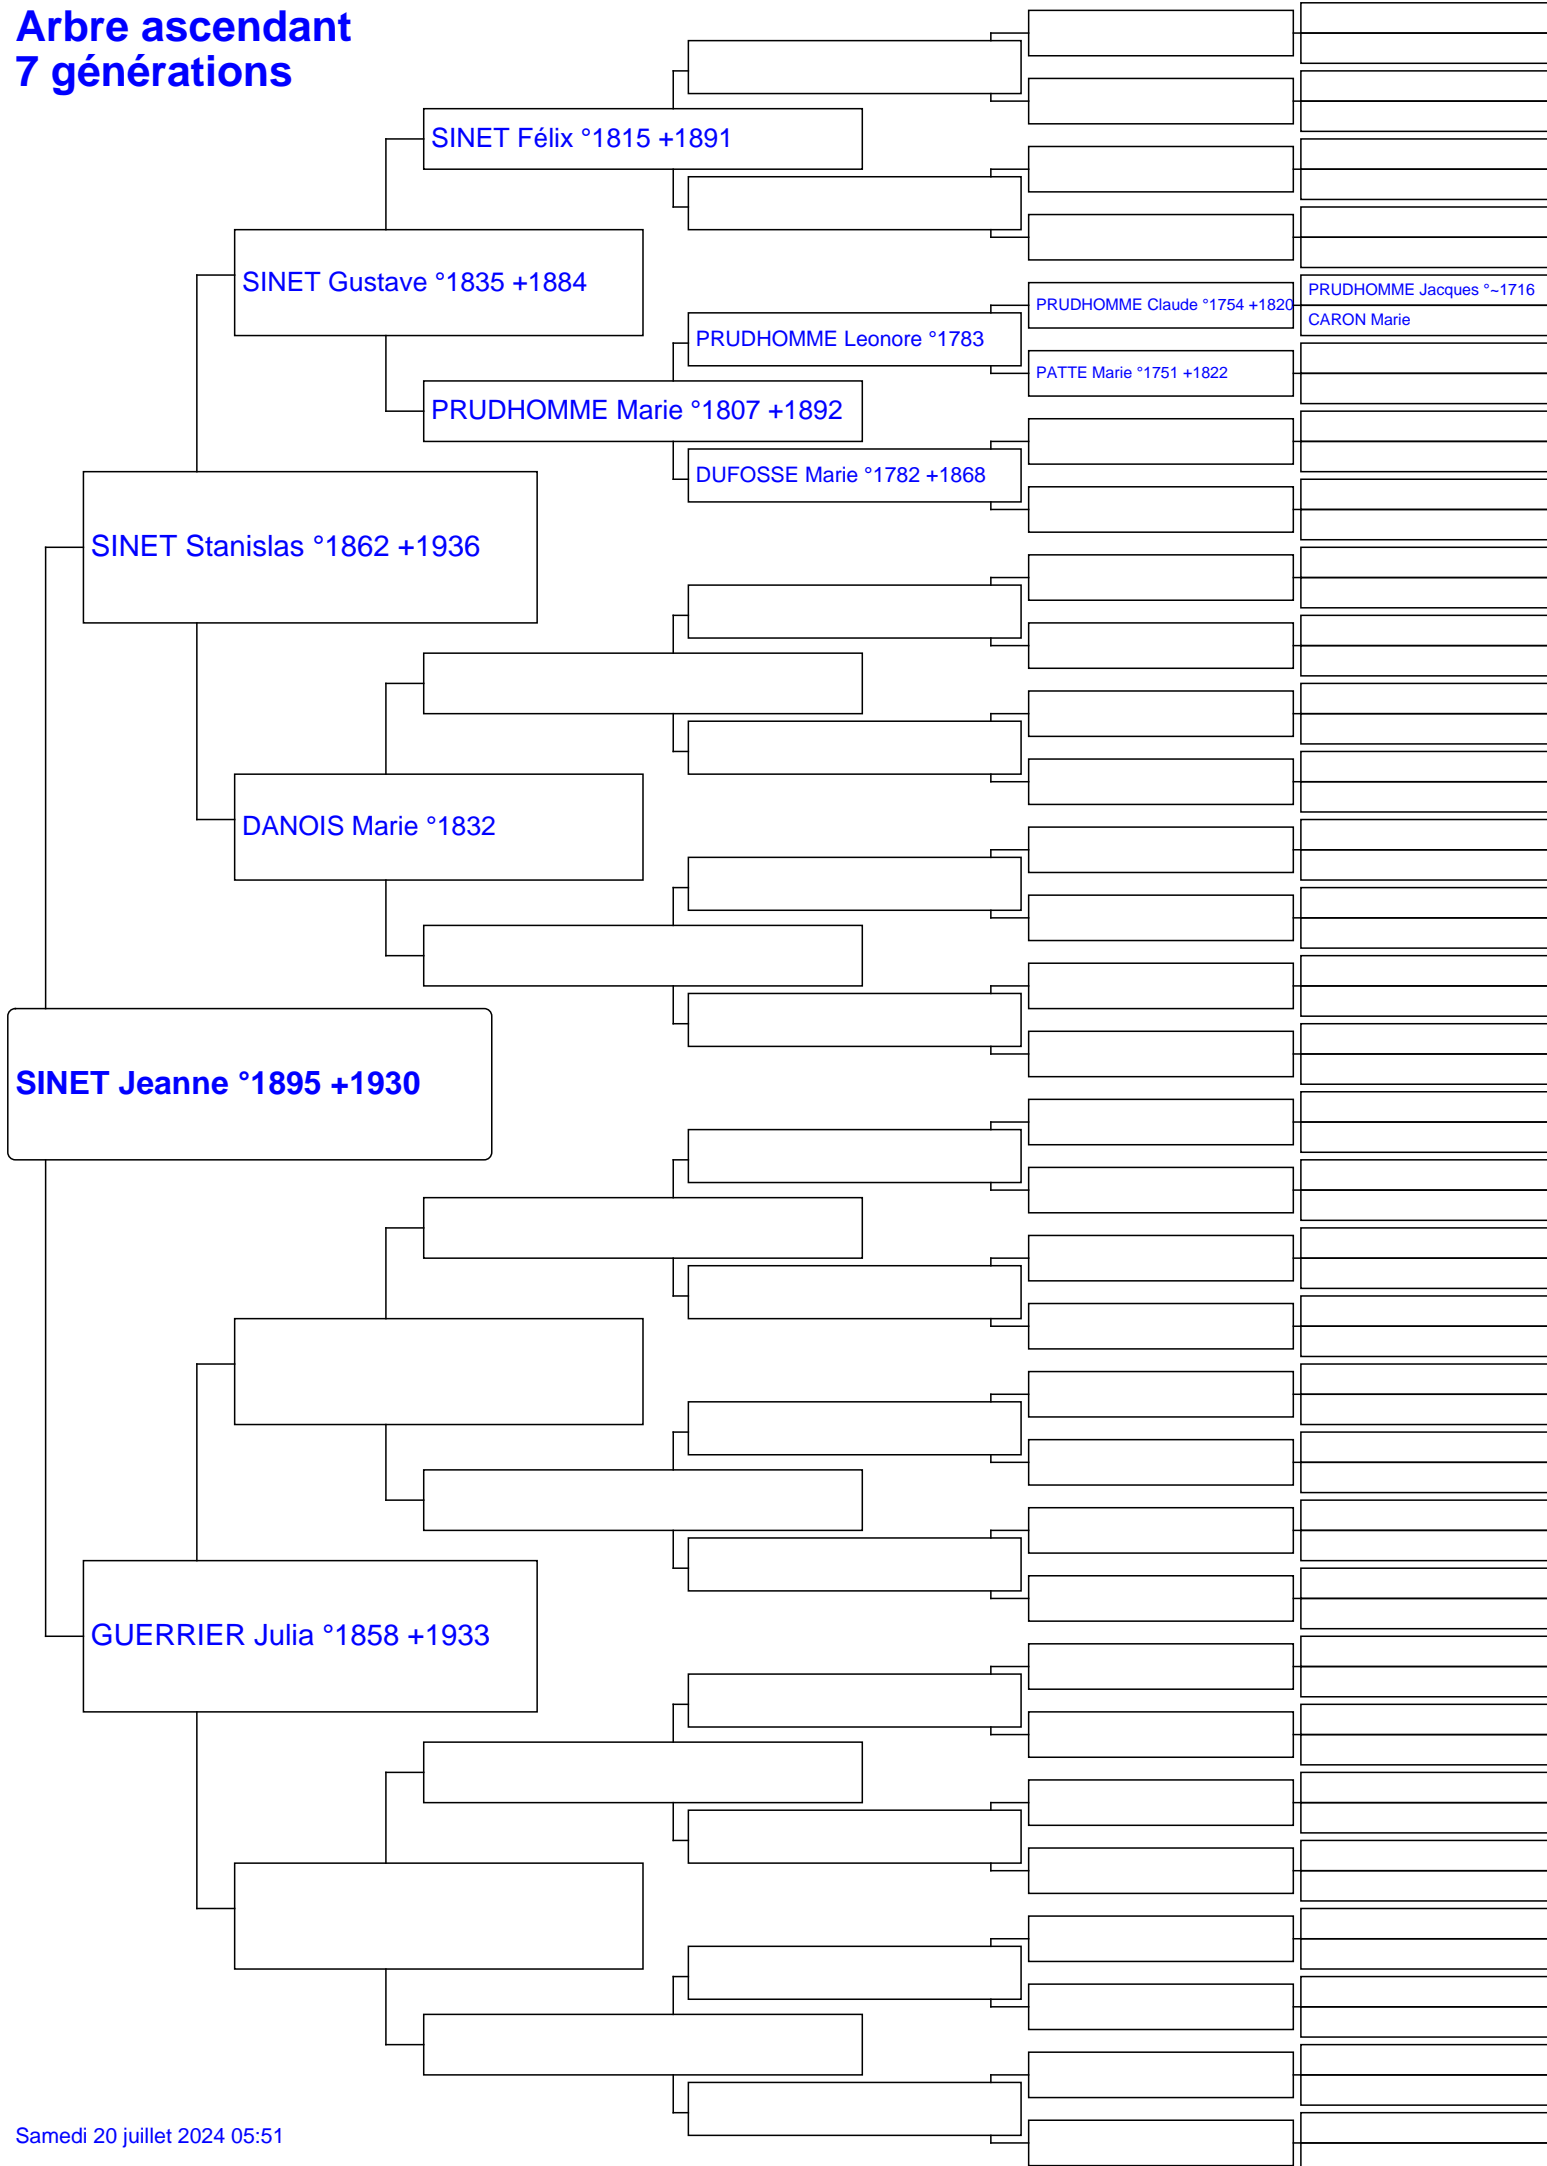 Arbre ascendant
7 générations
SINET Félix °1815 +1891
SINET Gustave °1835 +1884
PRUDHOMME Jacques °~1716
PRUDHOMME Claude °1754 +1820
CARON Marie
PRUDHOMME Leonore °1783
PATTE Marie °1751 +1822
PRUDHOMME Marie °1807 +1892
DUFOSSE Marie °1782 +1868
SINET Stanislas °1862 +1936
DANOIS Marie °1832
SINET Jeanne °1895 +1930
GUERRIER Julia °1858 +1933
Samedi 20 juillet 2024 05:51